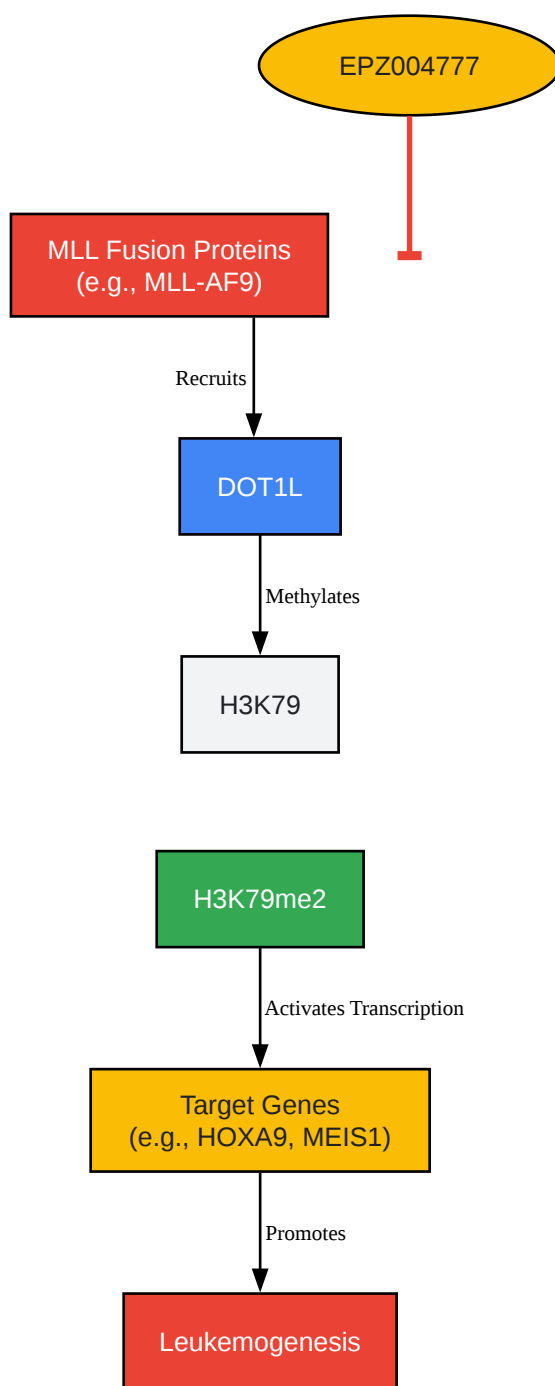 EPZ004777
MLL Fusion Proteins
(e.g., MLL-AF9)
Recruits
DOT1L
Methylates
H3K79
H3K79me2
Activates Transcription
Target Genes
(e.g., HOXA9, MEIS1)
Promotes
Leukemogenesis